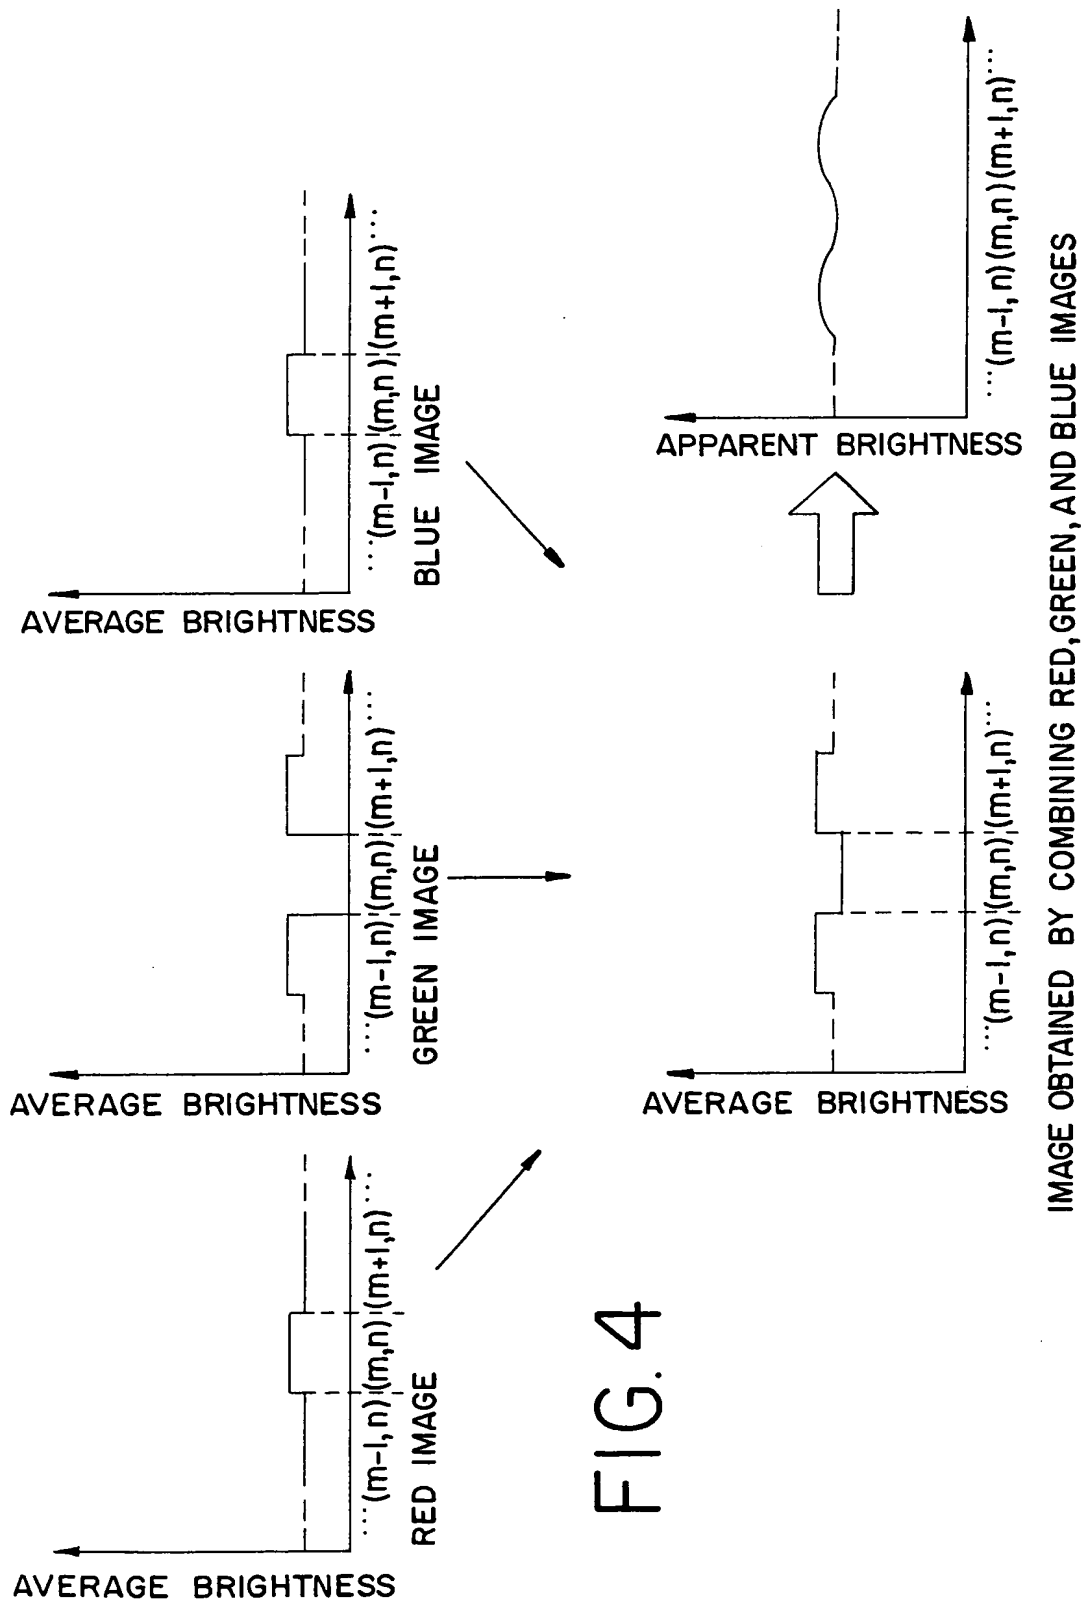 AVERAGE BRIGHTNESS
....(m-1,n) (m,n) (m+1,n)....
RED IMAGE
AVERAGE BRIGHTNESS
....(m-1,n) (m,n) (m+1,n)....
GREEN IMAGE
AVERAGE BRIGHTNESS
....(m-1,n) (m,n) (m+1,n)....
BLUE IMAGE
FIG. 4
AVERAGE BRIGHTNESS
....(m-1,n) (m,n) (m+1,n)....
APPARENT BRIGHTNESS
....(m-1,n) (m,n) (m+1,n)....
IMAGE OBTAINED BY COMBINING RED, GREEN, AND BLUE IMAGES